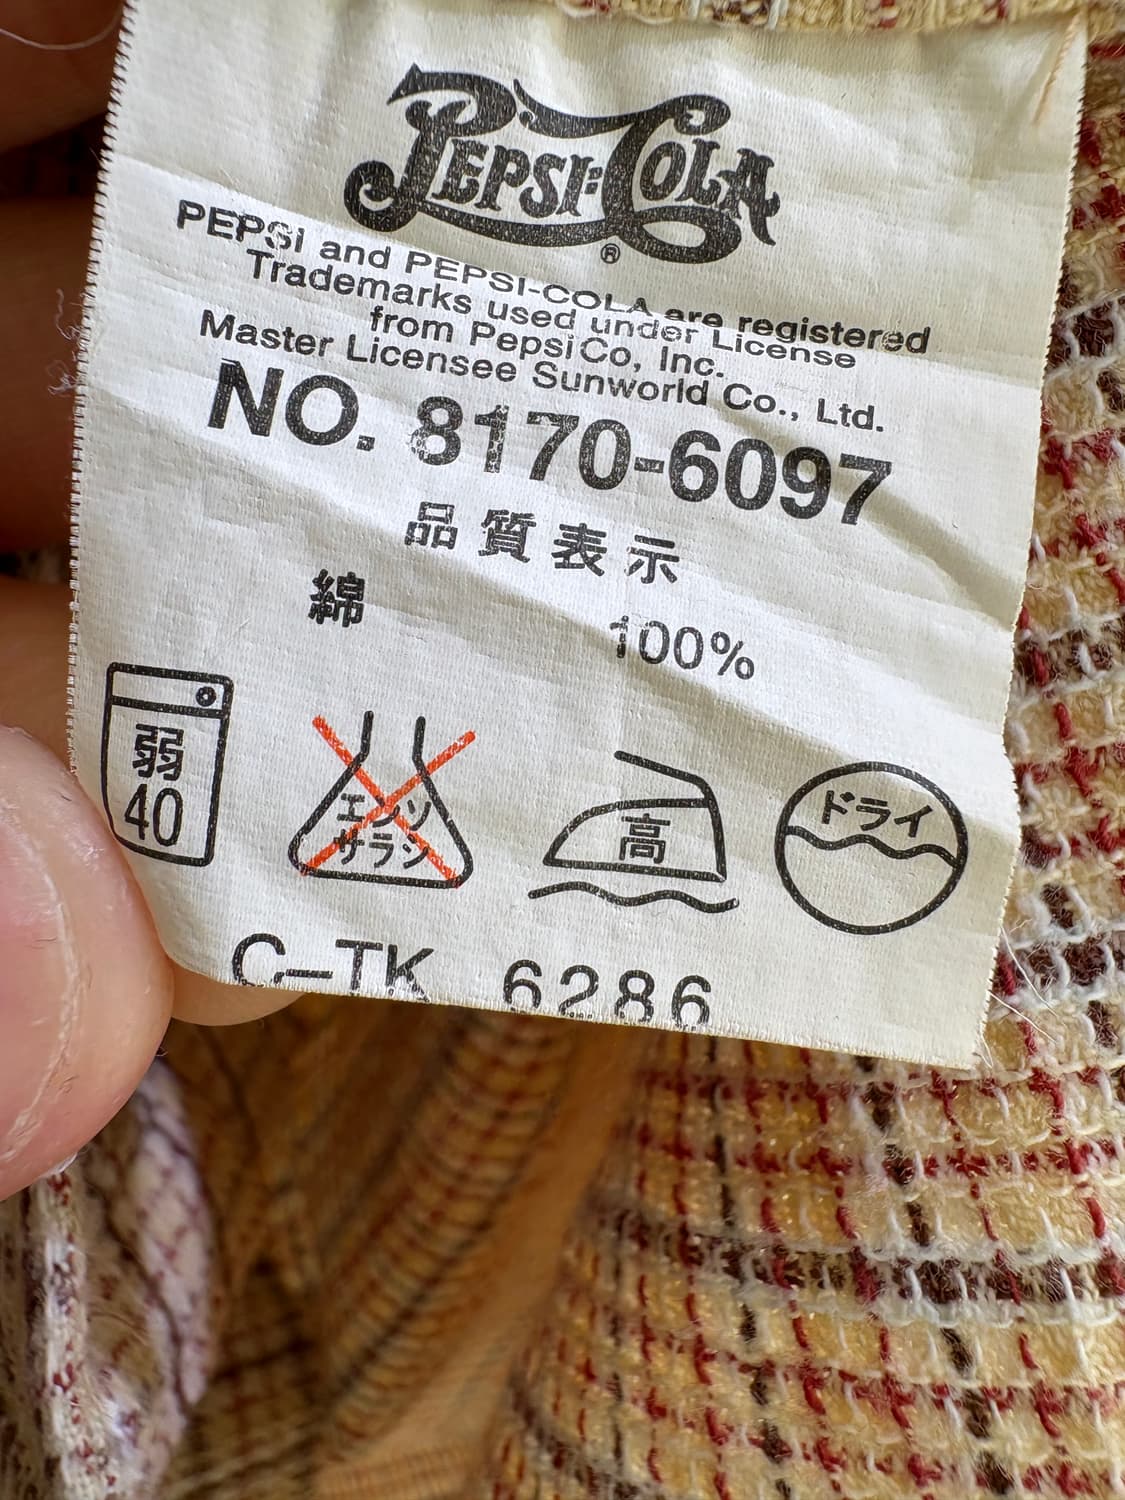 PEPSI-COLA
®
PEPSI and PEPSI-COLA are registered
Trademarks used under License
from PepsiCo, Inc.
Master Licensee Sunworld Co., Ltd.
NO. 8170-6097
品質表示
綿 100%
弱
40
エンソ
サラシ
高
ドライ
C-TK 6286